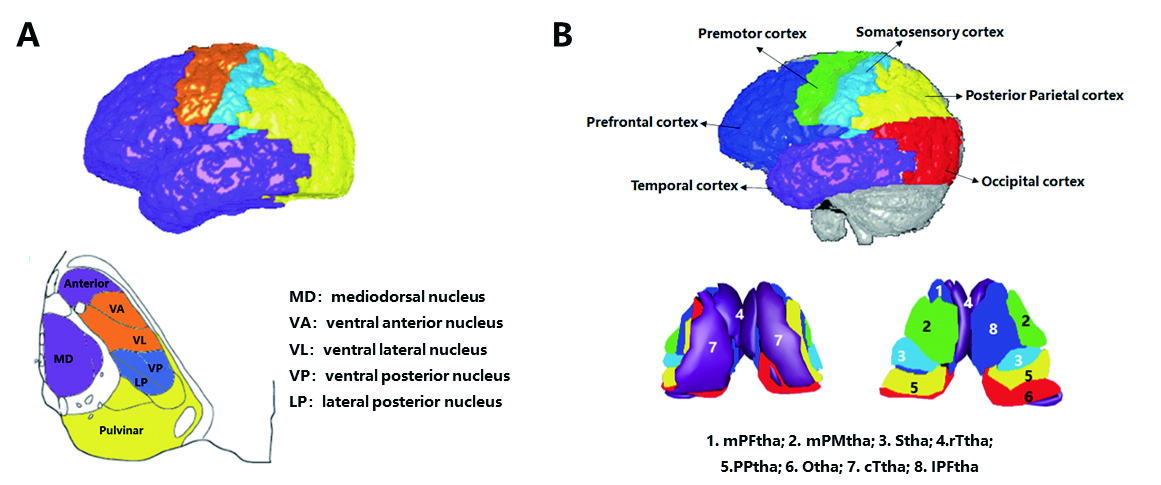 A
Anterior
VA
VL
MD
VP
LP
Pulvinar
MD: mediodorsal nucleus
VA: ventral anterior nucleus
VL: ventral lateral nucleus
VP: ventral posterior nucleus
LP: lateral posterior nucleus
B
Premotor cortex
Somatosensory cortex
Posterior Parietal cortex
Prefrontal cortex
Temporal cortex
Occipital cortex
4
7
7
1
4
2
8
2
3
3
5
5
6
1. mPFtha; 2. mPMtha; 3. Stha; 4.rTtha;
5.PPtha; 6. Otha; 7. cTtha; 8. lPFtha